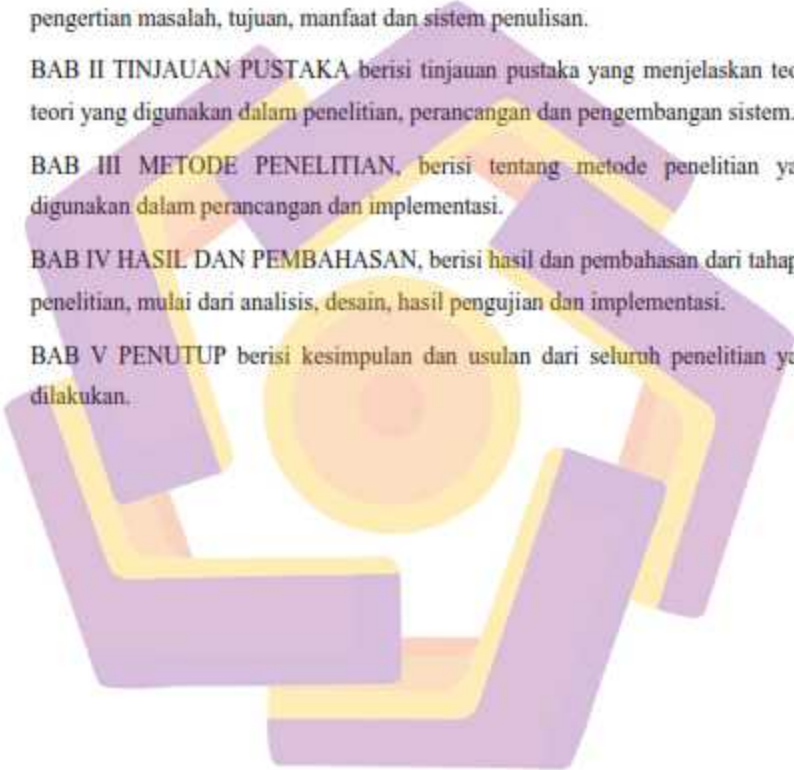 pengertian masalah, tujuan, manfaat dan sistem penulisan.
BAB II TINJAUAN PUSTAKA berisi tinjauan pustaka yang menjelaskan teo
teori yang digunakan dalam penelitian, perancangan dan pengembangan sistem.
BAB III METODE PENELITIAN, berisi tentang metode penelitian ya
digunakan dalam perancangan dan implementasi.
BAB IV HASIL DAN PEMBAHASAN, berisi hasil dan pembahasan dari tahap
penelitian, mulai dari analisis, desain, hasil pengujian dan implementasi.
BAB V PENUTUP berisi kesimpulan dan usulan dari seluruh penelitian ya
dilakukan.